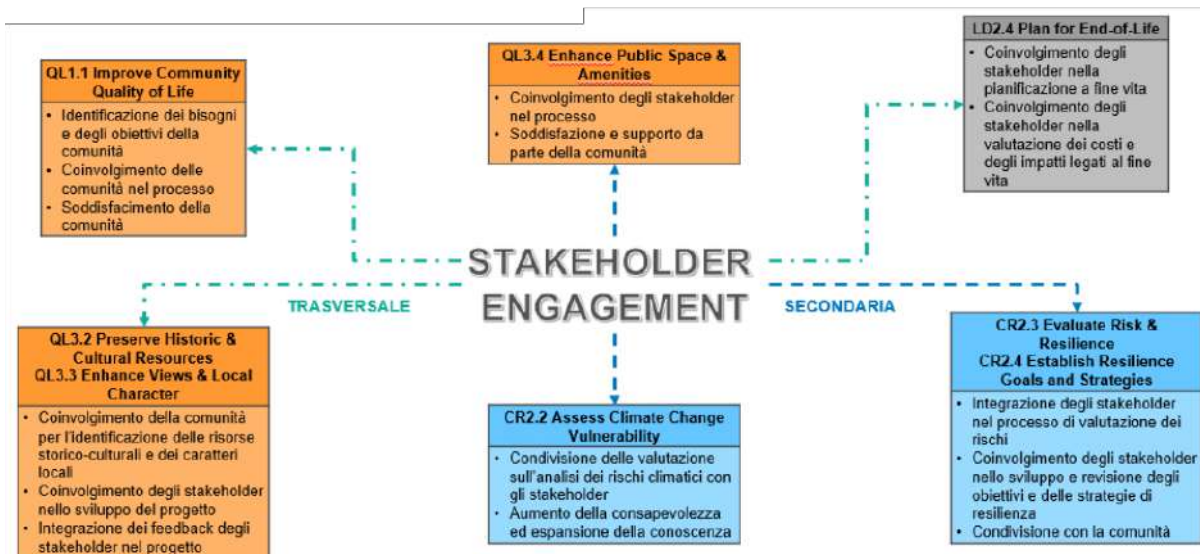 QL1.1 Improve Community
Quality of Life
• Identificazione dei bisogni
e degli obiettivi della
comunità
• Coinvolgimento delle
comunità nel processo
• Soddisfacimento della
comunità
QL3.4 Enhance Public Space &
Amenities
• Coinvolgimento degli stakeholder
nel processo
• Soddisfazione e supporto da
parte della comunità
LD2.4 Plan for End-of-Life
• Coinvolgimento degli
stakeholder nella
pianificazione a fine
vita
• Coinvolgimento degli
stakeholder nella
valutazione dei costi e
degli impatti legati al fine
vita
STAKEHOLDER
ENGAGEMENT
TRASVERSALE
SECONDARIA
QL3.2 Preserve Historic &
Cultural Resources
QL3.3 Enhance Views & Local
Character
• Coinvolgimento della comunità
per l'identificazione delle risorse
storico-culturali e dei caratteri
locali
• Coinvolgimento degli stakeholder
nello sviluppo del progetto
• Integrazione dei feedback degli
stakeholder nel progetto
CR2.2 Assess Climate Change
Vulnerability
• Condivisione delle valutazione
sull'analisi dei rischi climatici con
gli stakeholder
• Aumento della consapevolezza
ed espansione della conoscenza
CR2.3 Evaluate Risk &
Resilience
CR2.4 Establish Resilience
Goals and Strategies
• Integrazione degli stakeholder
nel processo di valutazione dei
rischi
• Coinvolgimento degli stakeholder
nello sviluppo e revisione degli
obiettivi e delle strategie di
resilienza
• Condivisione con la comunità